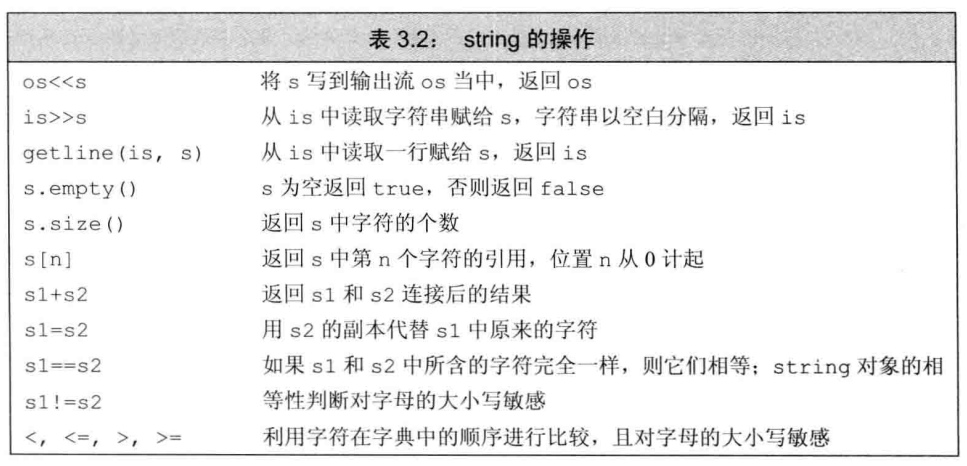 表 3.2： string 的操作
os<<s 将 s 写到输出流 os 当中，返回 os
is>>s 从 is 中读取字符串赋给 s，字符串以空白分隔，返回 is
getline(is, s) 从 is 中读取一行赋给 s，返回 is
s.empty() s 为空返回 true，否则返回 false
s.size() 返回 s 中字符的个数
s[n] 返回 s 中第 n 个字符的引用，位置 n 从 0 计起
s1+s2 返回 s1 和 s2 连接后的结果
s1=s2 用 s2 的副本代替 s1 中原来的字符
s1==s2 如果 s1 和 s2 中所含的字符完全一样，则它们相等；string 对象的相
s1!=s2 等性判断对字母的大小写敏感
<, <=, >, >= 利用字符在字典中的顺序进行比较，且对字母的大小写敏感